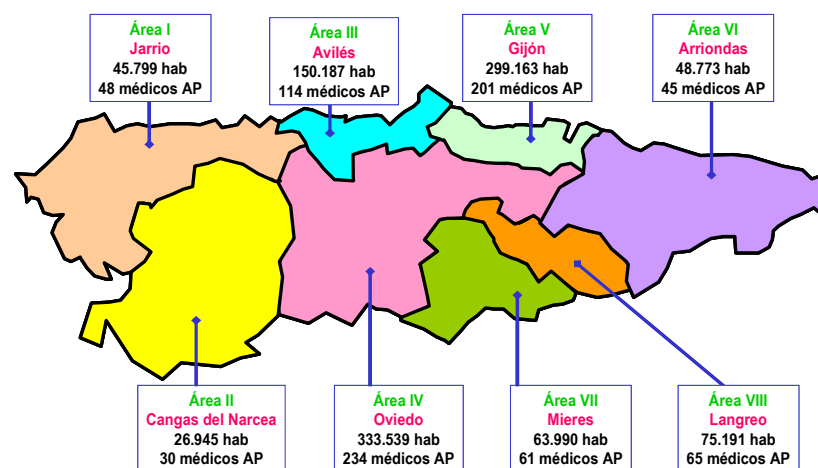 Área I
Jarrio
45.799 hab
48 médicos AP
Área III
Avilés
150.187 hab
114 médicos AP
Área V
Gijón
299.163 hab
201 médicos AP
Área VI
Arriondas
48.773 hab
45 médicos AP
Área II
Cangas del Narcea
26.945 hab
30 médicos AP
Área IV
Oviedo
333.539 hab
234 médicos AP
Área VII
Mieres
63.990 hab
61 médicos AP
Área VIII
Langreo
75.191 hab
65 médicos AP